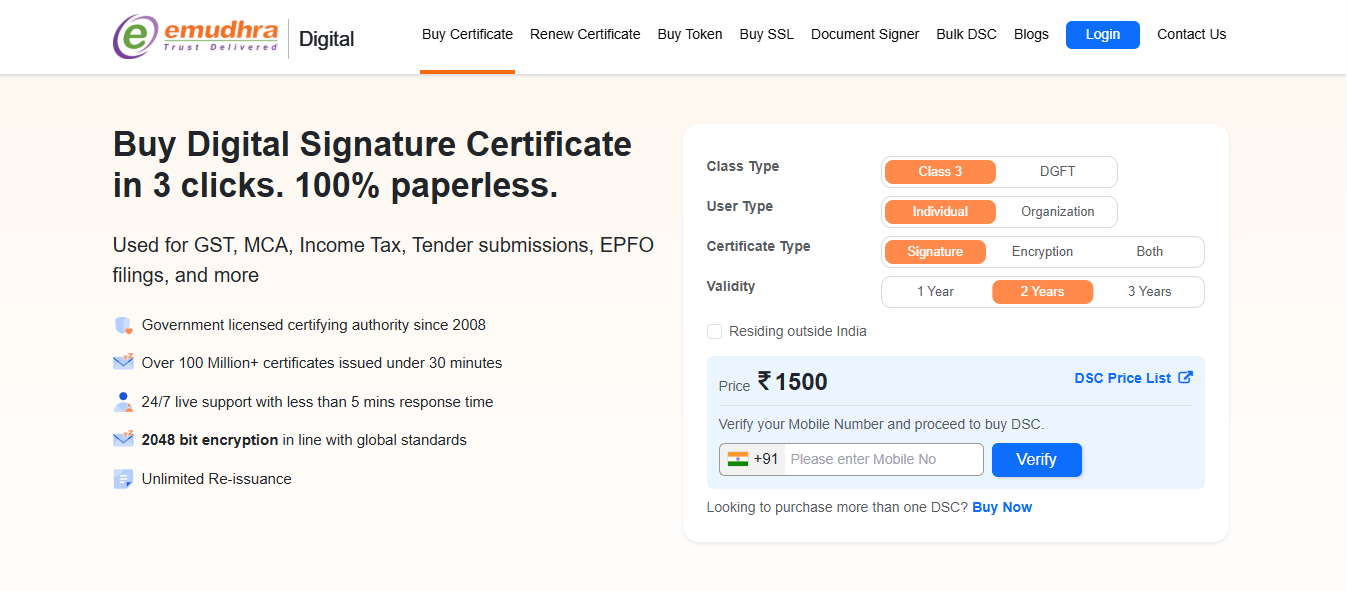 emudhra
Trust Delivered
Digital
Buy Certificate
Renew Certificate
Buy Token
Buy SSL
Document Signer
Bulk DSC
Blogs
Login
Contact Us
Buy Digital Signature Certificate
in 3 clicks. 100% paperless.
Used for GST, MCA, Income Tax, Tender submissions, EPFO
filings, and more
Government licensed certifying authority since 2008
Over 100 Million+ certificates issued under 30 minutes
24/7 live support with less than 5 mins response time
2048 bit encryption in line with global standards
Unlimited Re-issuance
Class Type
Class 3
DGFT
User Type
Individual
Organization
Certificate Type
Signature
Encryption
Both
Validity
1 Year
2 Years
3 Years
Residing outside India
Price ₹1500
DSC Price List
Verify your Mobile Number and proceed to buy DSC.
+91
Please enter Mobile No
Verify
Looking to purchase more than one DSC? Buy Now